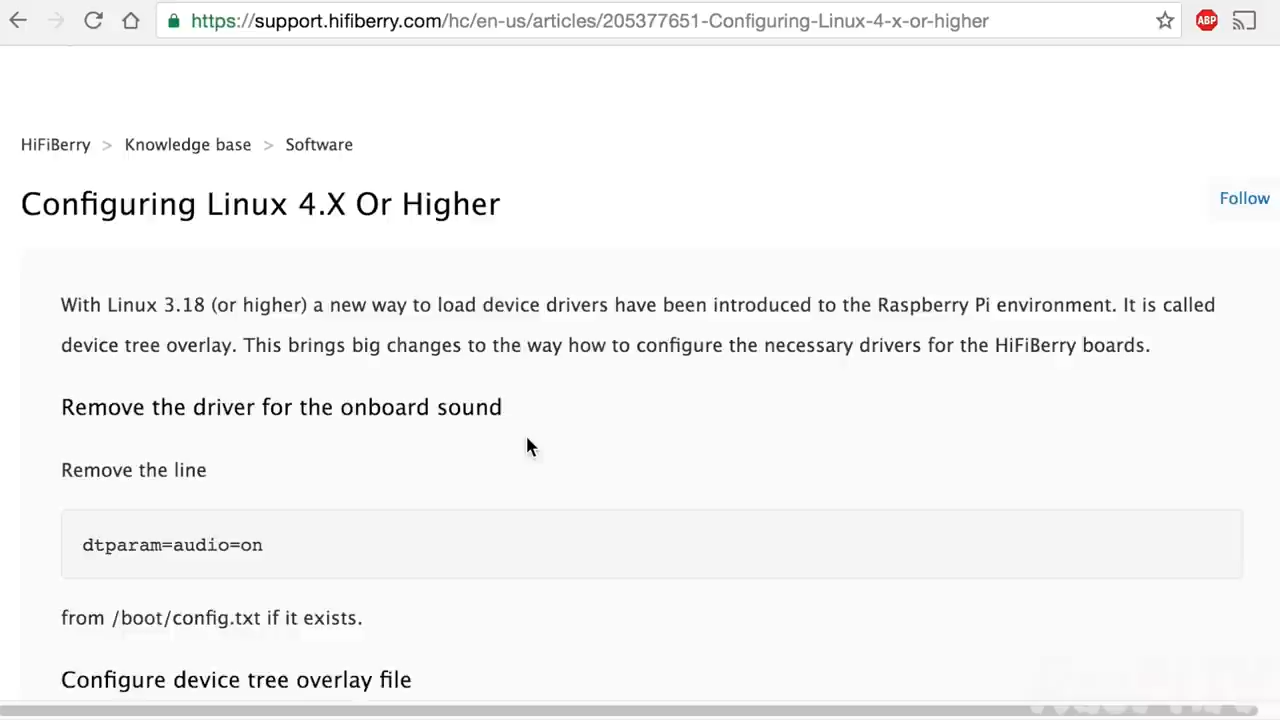 https://support.hifiberry.com/hc/en-us/articles/205377651-Configuring-Linux-4-x-or-higher
ABP
HiFiBerry > Knowledge base > Software
Configuring Linux 4.X Or Higher
Follow
With Linux 3.18 (or higher) a new way to load device drivers have been introduced to the Raspberry Pi environment. It is called
device tree overlay. This brings big changes to the way how to configure the necessary drivers for the HiFiBerry boards.
Remove the driver for the onboard sound
Remove the line
dtparam=audio=on
from /boot/config.txt if it exists.
Configure device tree overlay file